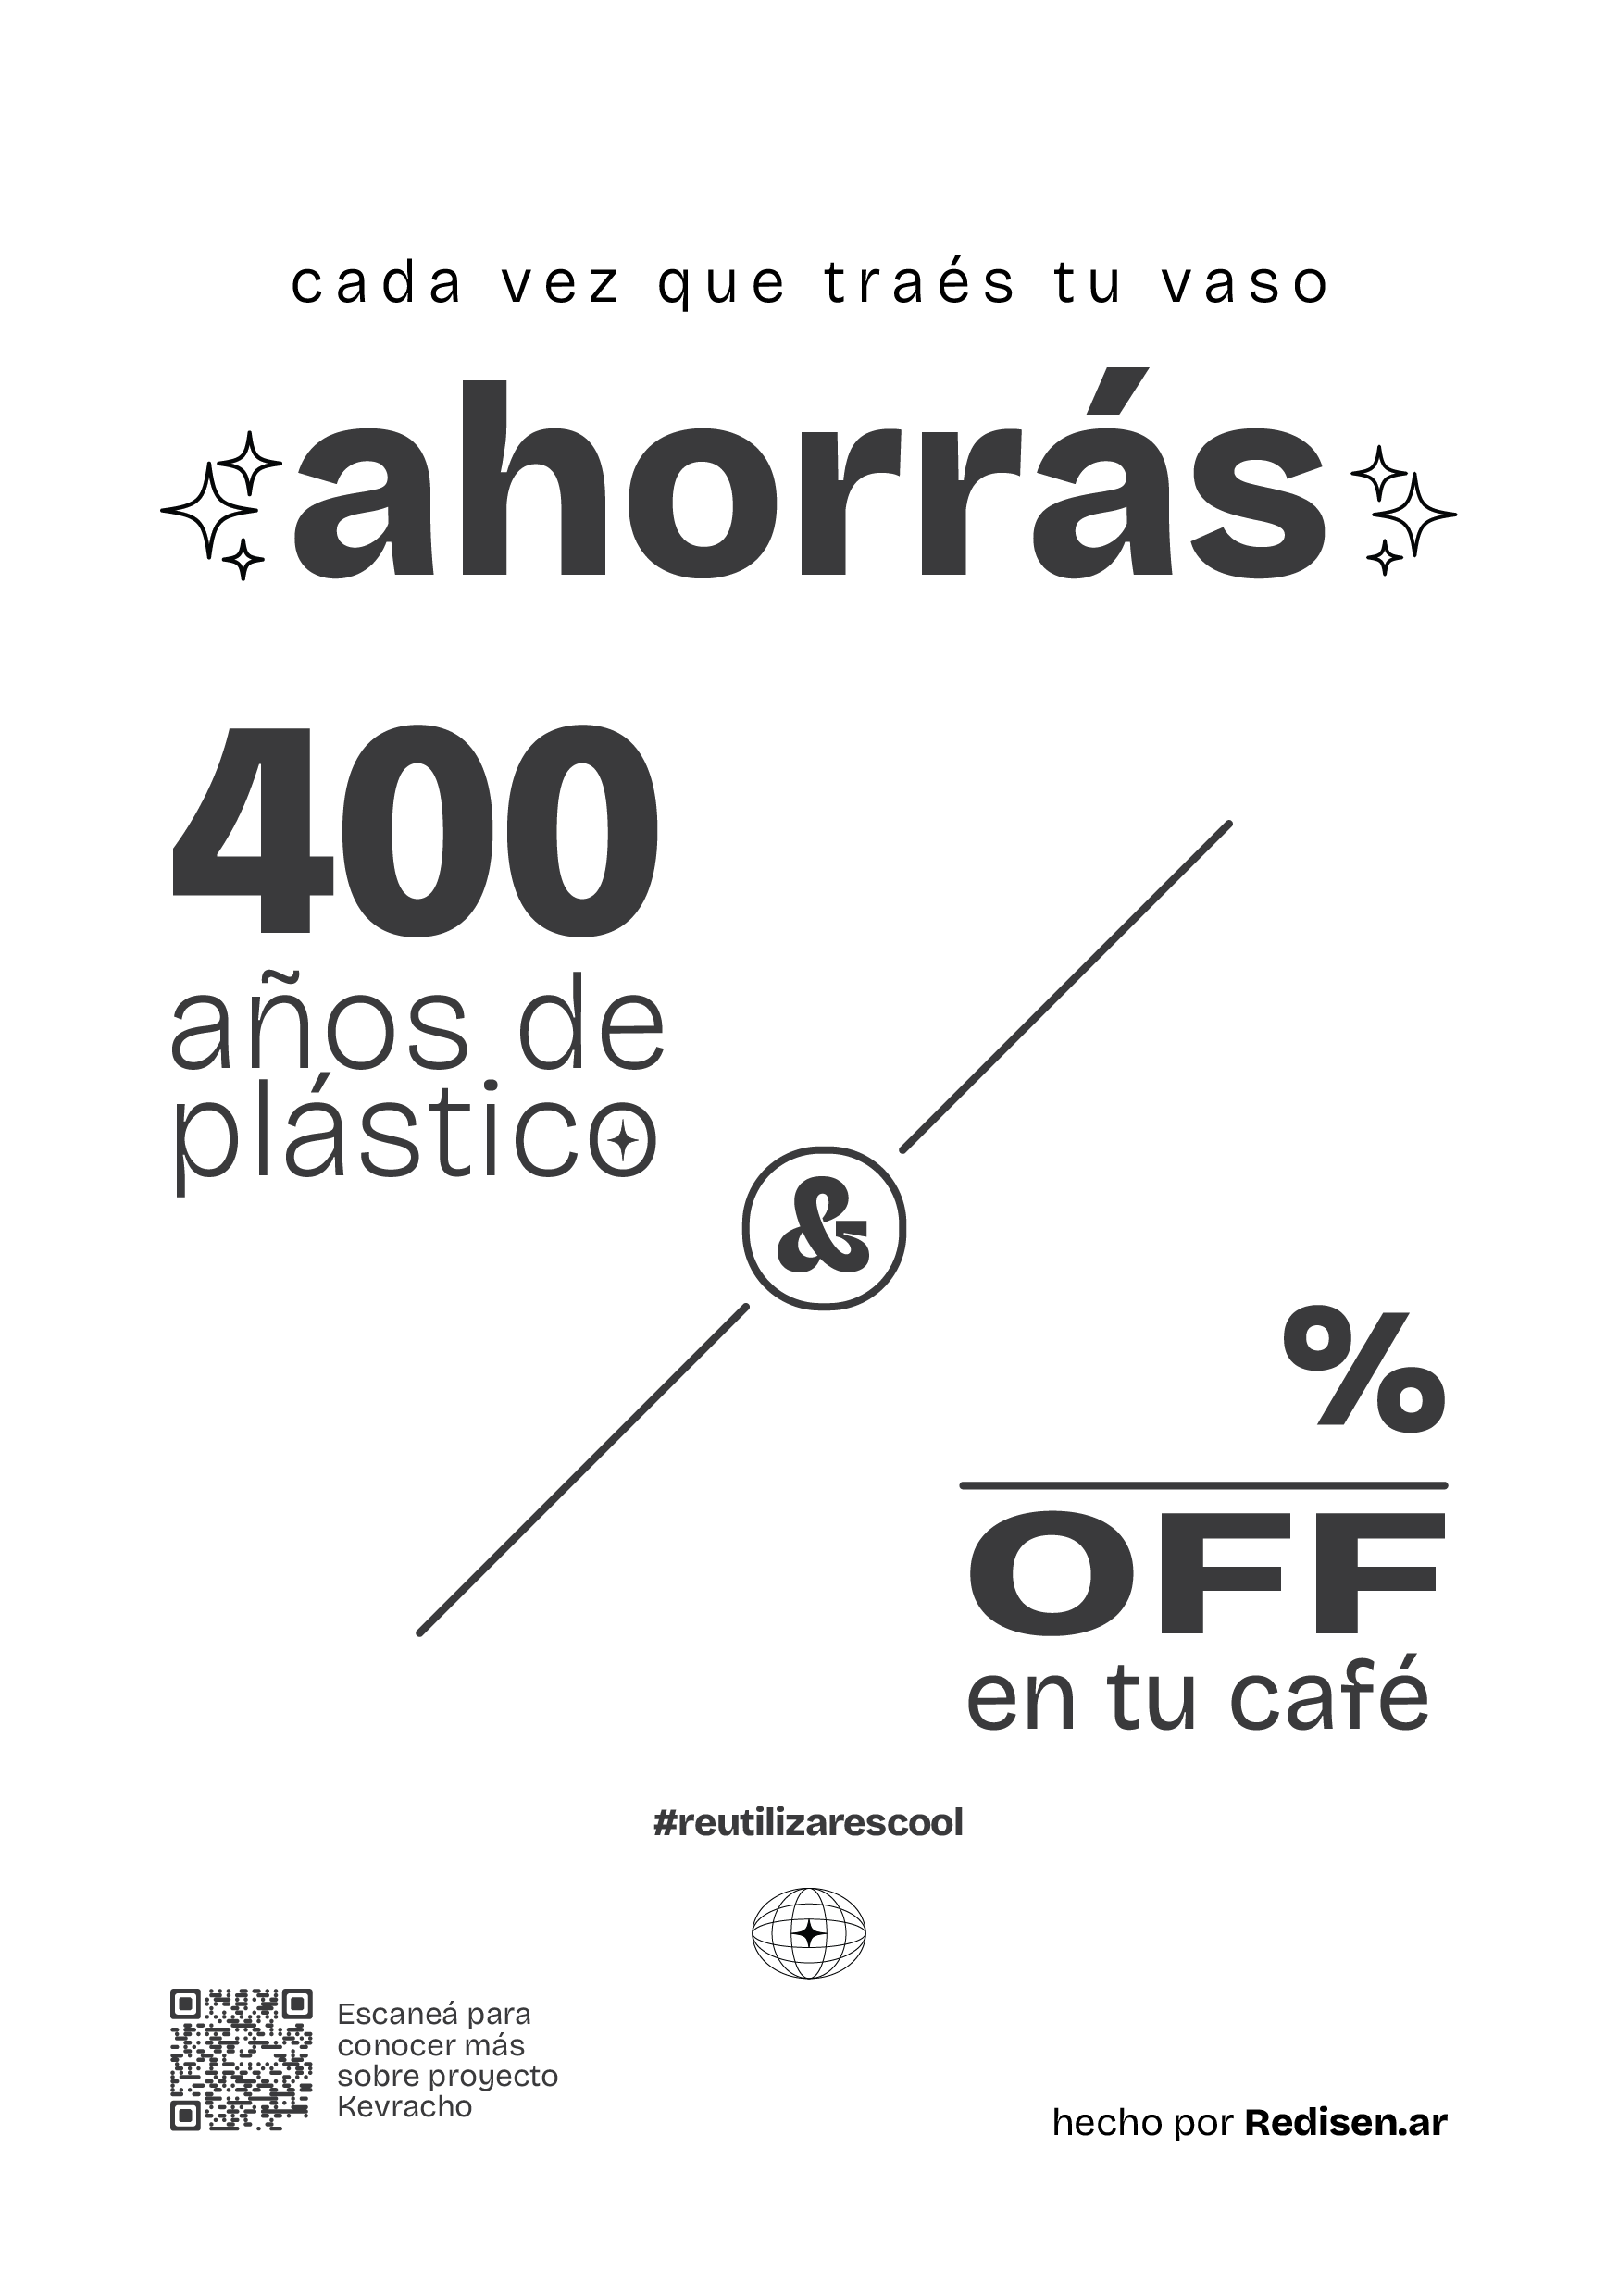 cada vez que traés tu vaso
ahorrás
400
años de
plástico
&
%
OFF
en tu café
#reutilizarescool
Escaneá para
conocer más
sobre proyecto
Kevracho
hecho por Redisen.ar